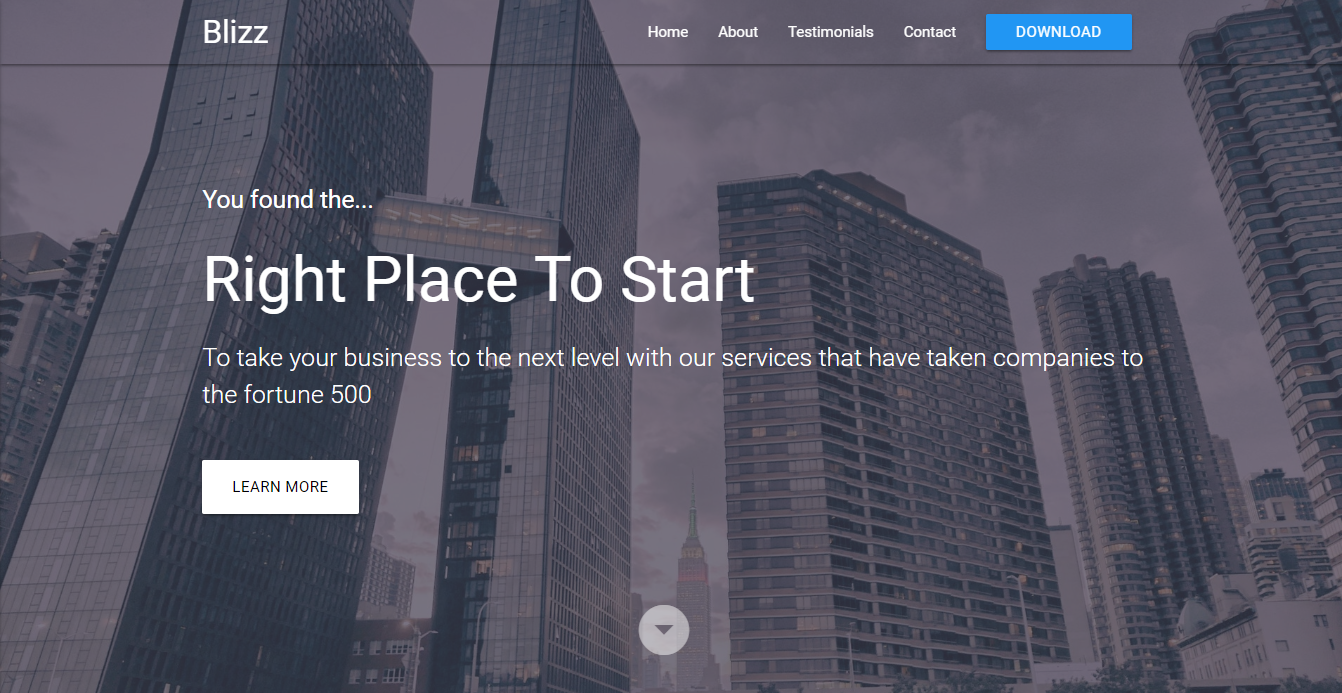 Blizz
Home
About
Testimonials
Contact
DOWNLOAD
You found the...
Right Place To Start
To take your business to the next level with our services that have taken companies to
the fortune 500
LEARN MORE